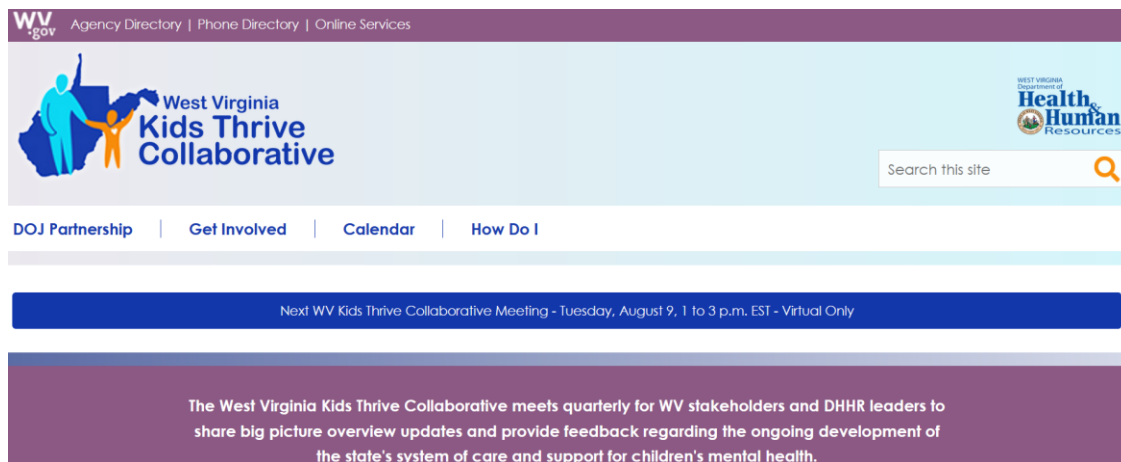 WV.gov
Agency Directory | Phone Directory | Online Services
West Virginia
Kids Thrive
Collaborative
WEST VIRGINIA
Department of
Health&
Human
Resources
Search this site
DOJ Partnership | Get Involved | Calendar | How Do I
Next WV Kids Thrive Collaborative Meeting - Tuesday, August 9, 1 to 3 p.m. EST - Virtual Only
The West Virginia Kids Thrive Collaborative meets quarterly for WV stakeholders and DHHR leaders to
share big picture overview updates and provide feedback regarding the ongoing development of
the state's system of care and support for children's mental health.